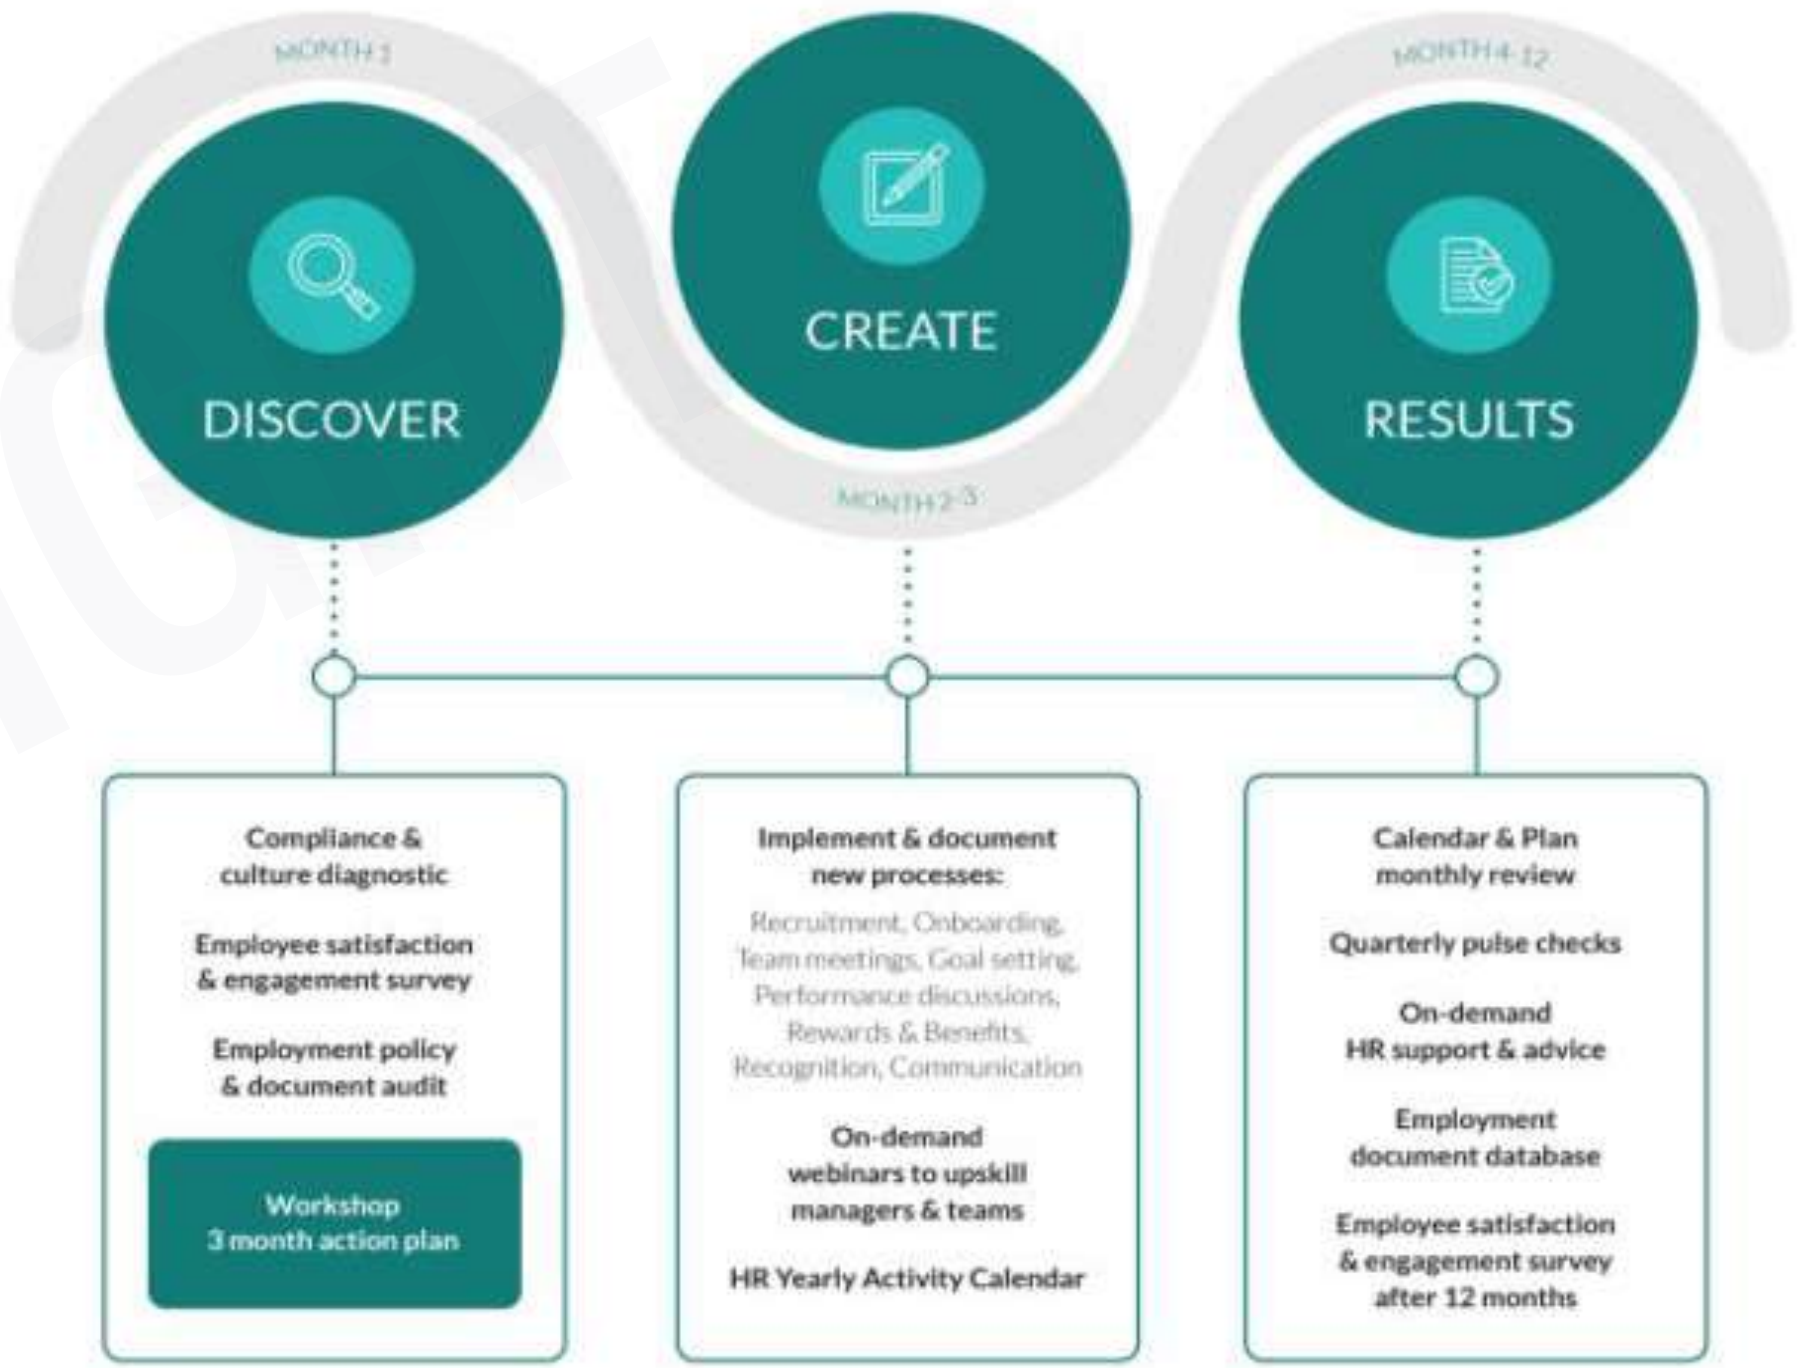 MONTH 1
MONTH 4-12
CREATE
DISCOVER
RESULTS
MONTH 2-3
Compliance &
culture diagnostic
Employee satisfaction
& engagement survey
Employment policy
& document audit
Workshop
3 month action plan
Implement & document
new processes:
Recruitment, Onboarding,
Team meetings, Goal setting,
Performance discussions,
Rewards & Benefits,
Recognition, Communication
On-demand
webinars to upskill
managers & teams
HR Yearly Activity Calendar
Calendar & Plan
monthly review
Quarterly pulse checks
On-demand
HR support & advice
Employment
document database
Employee satisfaction
& engagement survey
after 12 months